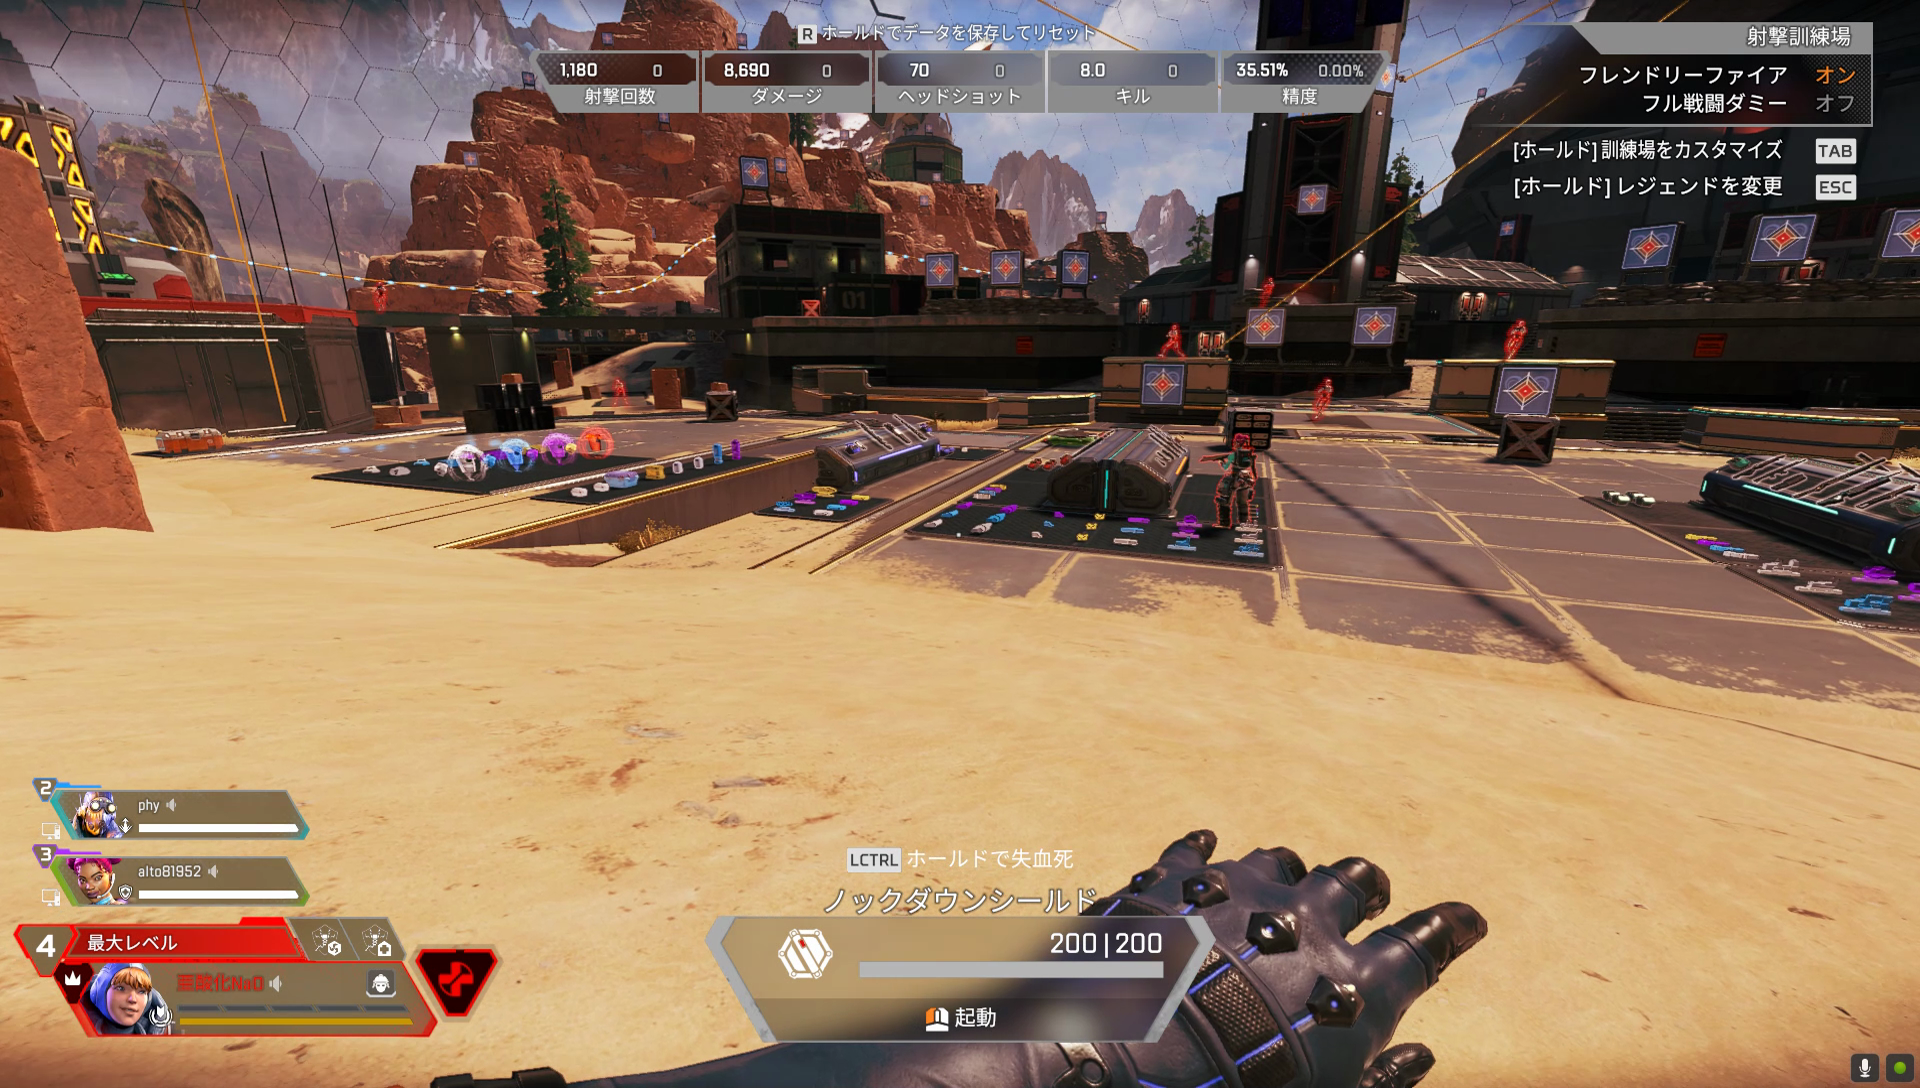 R ホールドでデータを保存してリセット
1,180 0
射撃回数
8,690 0
ダメージ
70 0
ヘッドショット
8.0 0
キル
35.51% 0.00%
精度
射撃訓練場
フレンドリーファイア オン
フル戦闘ダミー オフ
[ホールド]訓練場をカスタマイズ TAB
[ホールド]レジェンドを変更 ESC
01
2 phy
3 alto81952
4 最大レベル
亜酸化NaO
LCTRL ホールドで失血死
ノックダウンシールド
200|200
起動